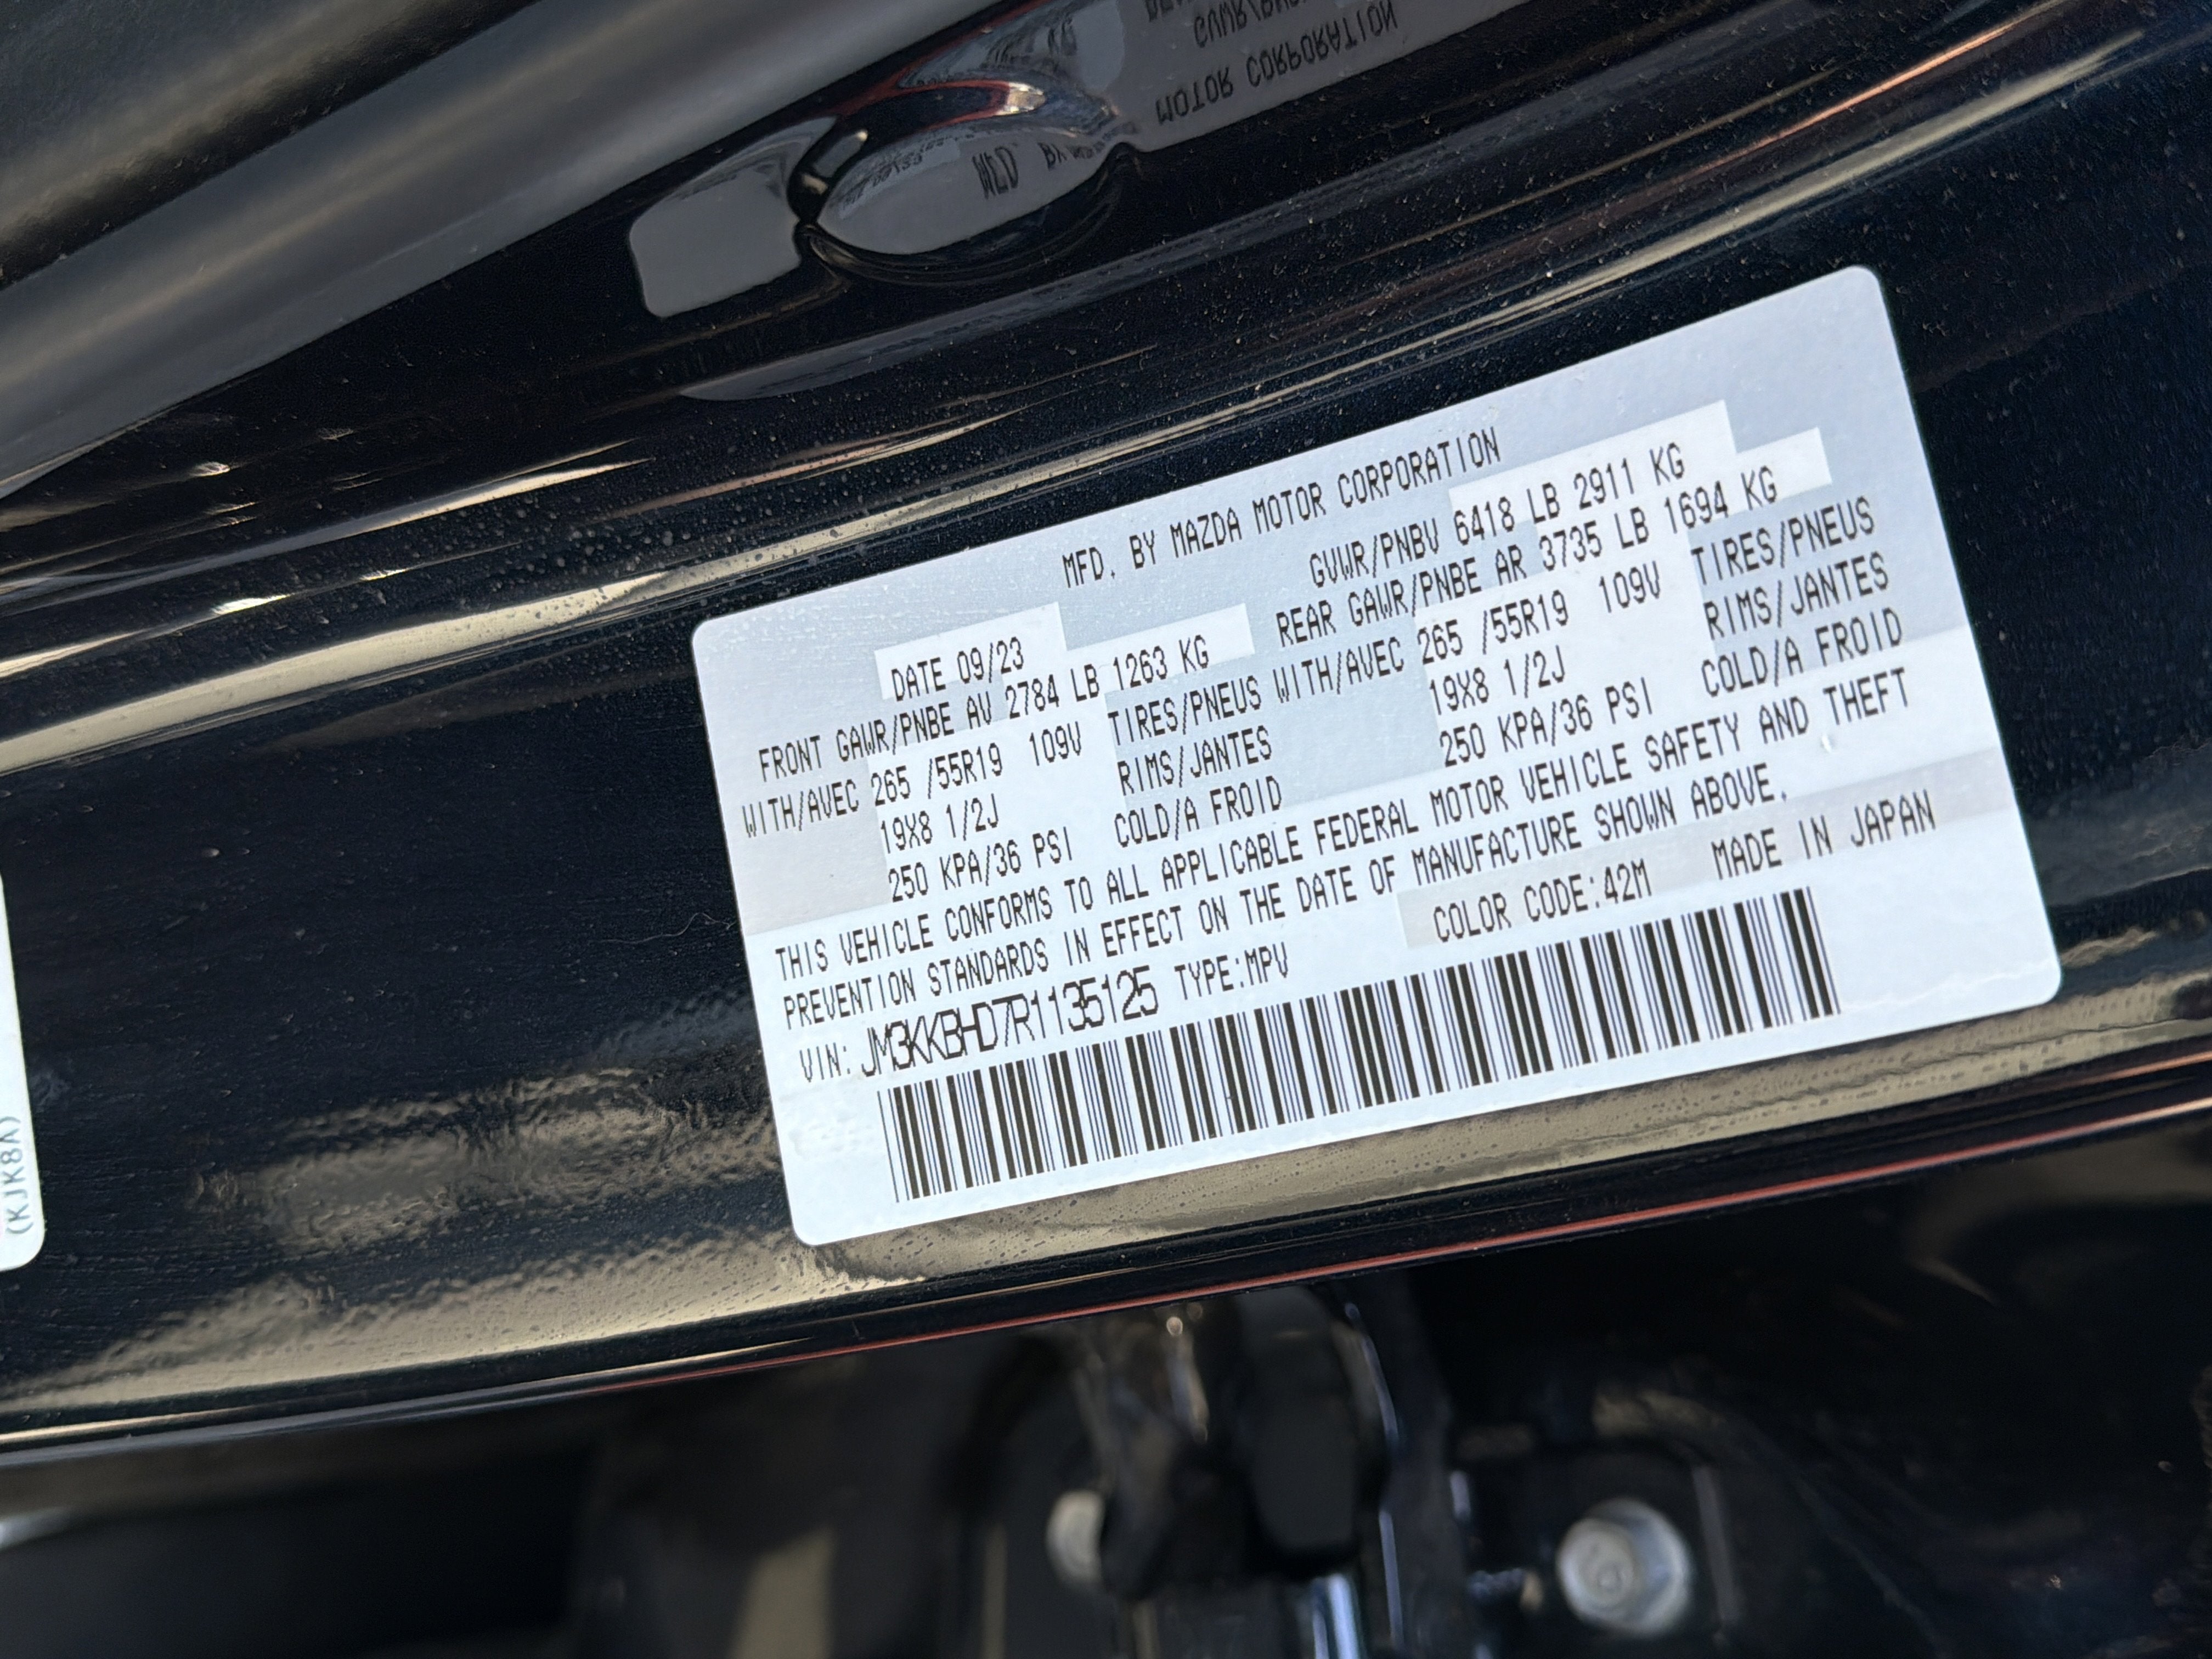 MOTOR CORPORATION
MFD. BY
MFD. BY MAZDA MOTOR CORPORATION
DATE 09/23 GVWR/PNBV 6418 LB 2911 KG
FRONT GAWR/PNBE AV 2784 LB 1263 KG REAR GAWR/PNBE AR 3735 LB 1694 KG
WITH/AVEC 265 /55R19 109V TIRES/PNEUS WITH/AVEC 265 /55R19 109V TIRES/PNEUS
19X8 1/2J RIMS/JANTES 19X8 1/2J RIMS/JANTES
250 KPA/36 PSI COLD/A FROID 250 KPA/36 PSI COLD/A FROID
THIS VEHICLE CONFORMS TO ALL APPLICABLE FEDERAL MOTOR VEHICLE SAFETY AND THEFT
PREVENTION STANDARDS IN EFFECT ON THE DATE OF MANUFACTURE SHOWN ABOVE.
VIN: JM3KKBHD7R1135125 TYPE:MPV COLOR CODE:42M MADE IN JAPAN
(KJK8A)